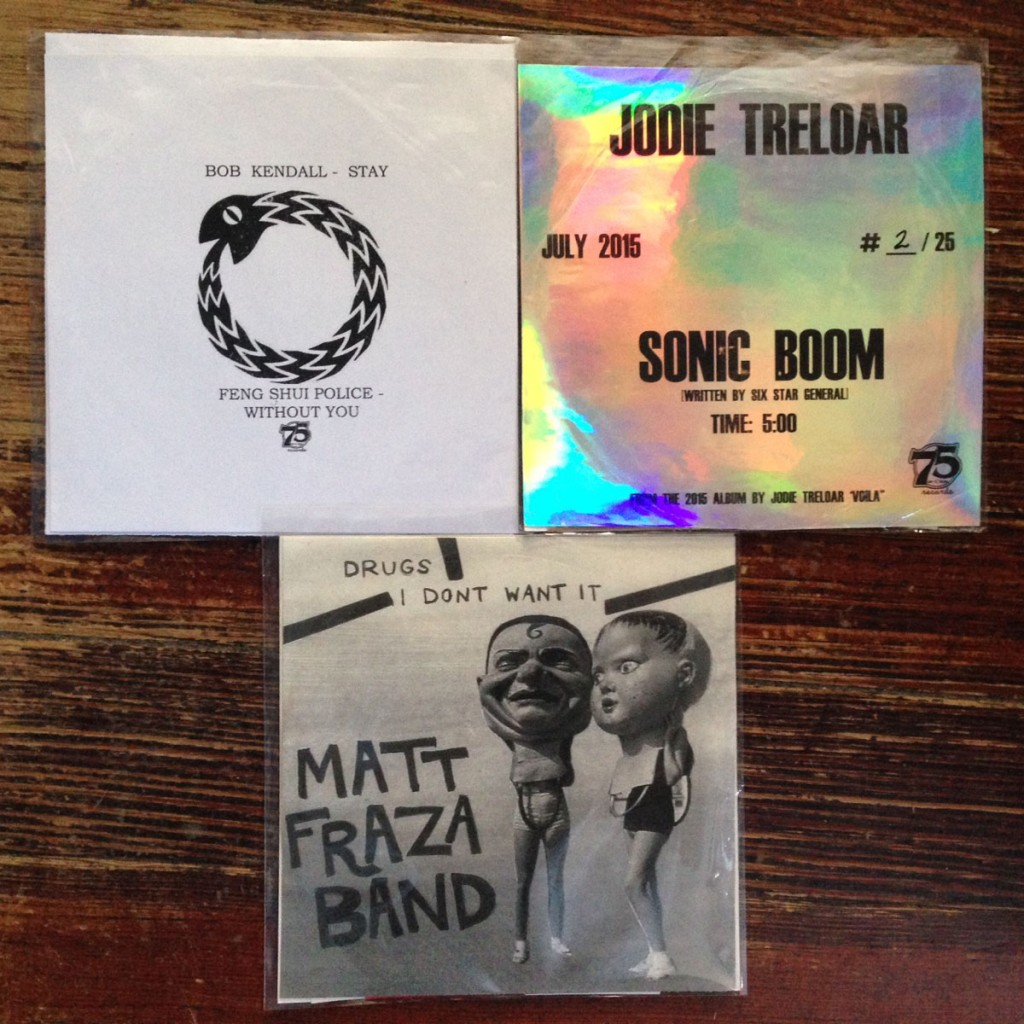 BOB KENDALL - STAY
FENG SHUI POLICE -
WITHOUT YOU
75
records
JODIE TRELOAR
JULY 2015
# 2 / 25
SONIC BOOM
[WRITTEN BY SIX STAR GENERAL]
TIME: 5:00
FROM THE 2015 ALBUM BY JODIE TRELOAR "VOILA"
75
records
DRUGS
I DONT WANT IT
MATT
FRAZA
BAND